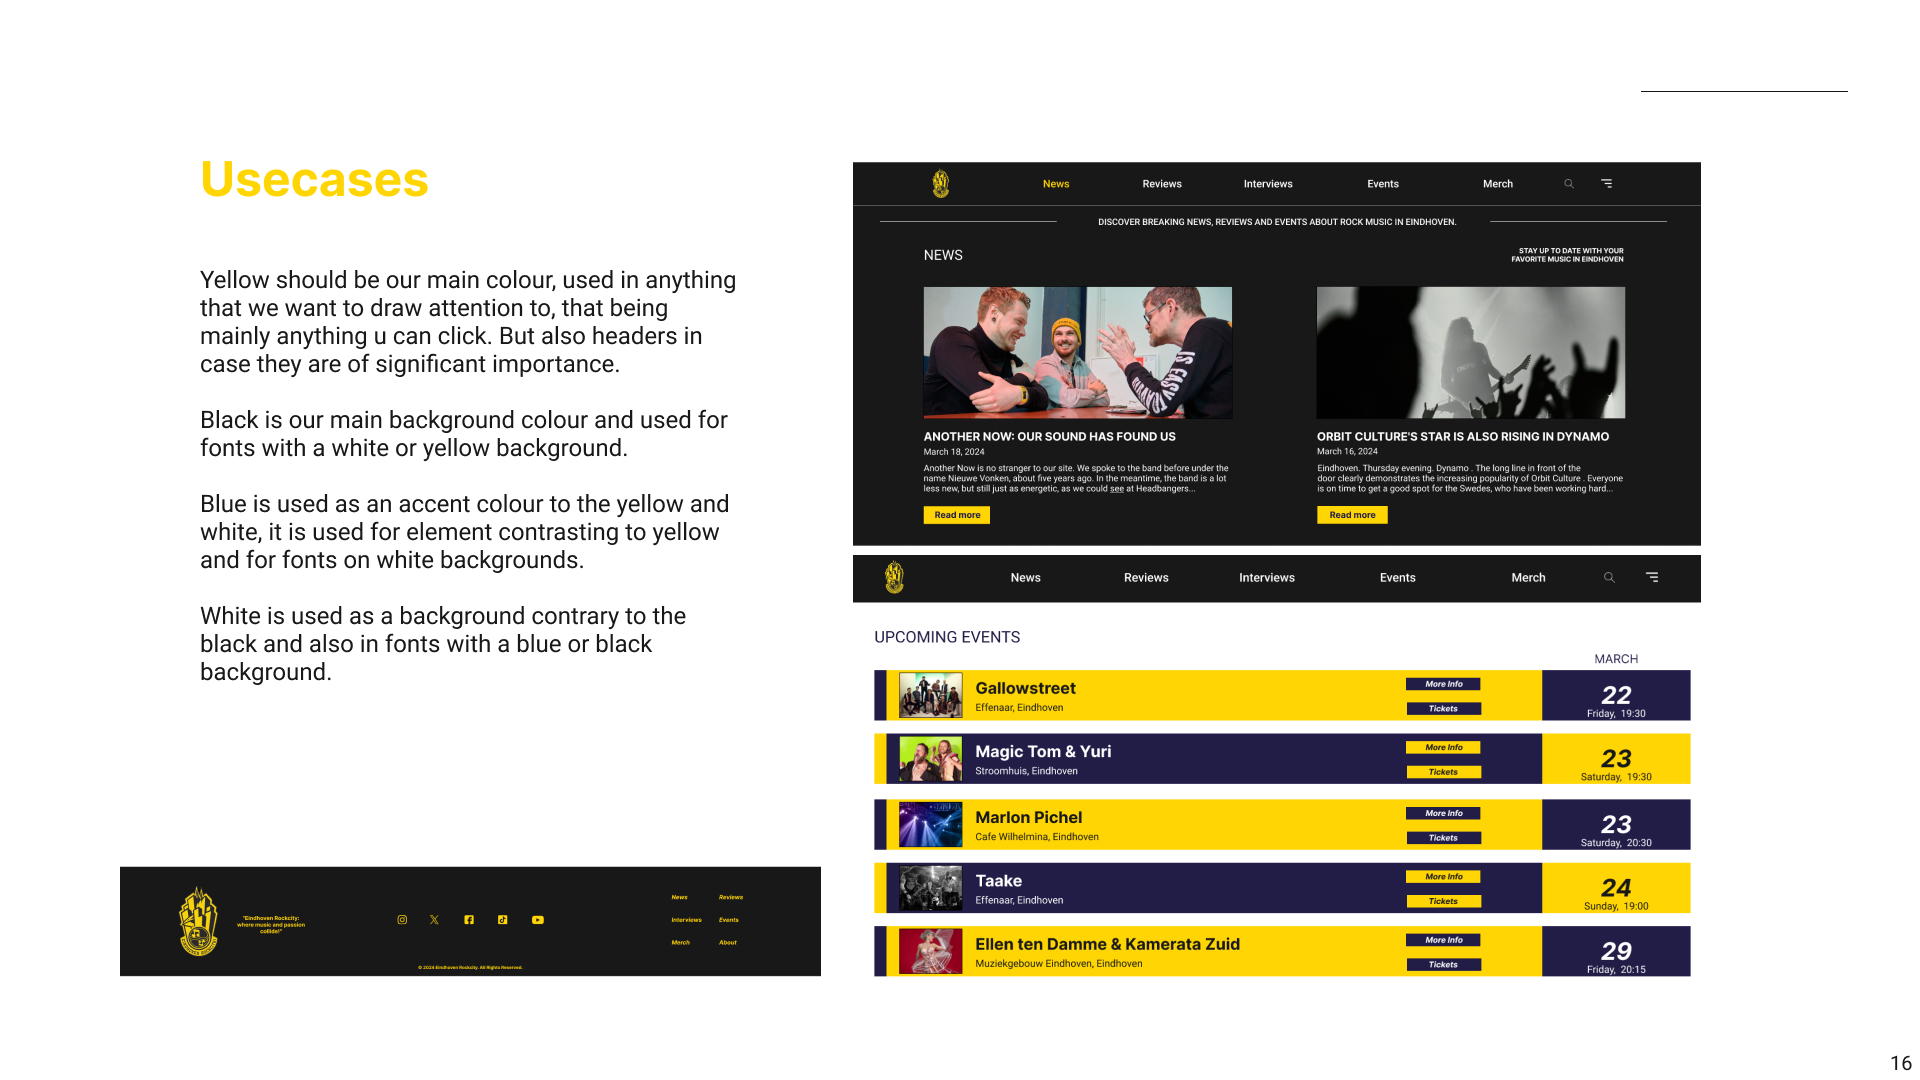 Usecases
Yellow should be our main colour, used in anything
that we want to draw attention to, that being
mainly anything u can click. But also headers in
case they are of significant importance.
Black is our main background colour and used for
fonts with a white or yellow background.
Blue is used as an accent colour to the yellow and
white, it is used for element contrasting to yellow
and for fonts on white backgrounds.
White is used as a background contrary to the
black and also in fonts with a blue or black
background.
News Reviews Interviews Events Merch
DISCOVER BREAKING NEWS, REVIEWS AND EVENTS ABOUT ROCK MUSIC IN EINDHOVEN.
NEWS
STAY UP TO DATE WITH YOUR
FAVORITE MUSIC IN EINDHOVEN
IS EASY
ANOTHER NOW: OUR SOUND HAS FOUND US
March 18, 2024
Another Now is no stranger to our site. We spoke to the band before under the
name Nieuwe Vonken, about five years ago. In the meantime, the band is a lot
less new, but still just as energetic, as we could see at Headbangers...
Read more
ORBIT CULTURE'S STAR IS ALSO RISING IN DYNAMO
March 16, 2024
Eindhoven. Thursday evening. Dynamo . The long line in front of the
door clearly demonstrates the increasing popularity of Orbit Culture . Everyone
is on time to get a good spot for the Swedes, who have been working hard...
Read more
News Reviews Interviews Events Merch
UPCOMING EVENTS
MARCH
Gallowstreet
Effenaar, Eindhoven
More Info
Tickets
22
Friday, 19:30
Magic Tom & Yuri
Stroomhuis, Eindhoven
More Info
Tickets
23
Saturday, 19:30
Marlon Pichel
Cafe Wilhelmina, Eindhoven
More Info
Tickets
23
Saturday, 20:30
Taake
Effenaar, Eindhoven
More Info
Tickets
24
Sunday, 19:00
Ellen ten Damme & Kamerata Zuid
Muziekgebouw Eindhoven, Eindhoven
More Info
Tickets
29
Friday, 20:15
"Eindhoven Rockcity:
where music and passion
collide!"
News Reviews
Interviews Events
Merch About
© 2024 Eindhoven Rockcity. All Rights Reserved.
16